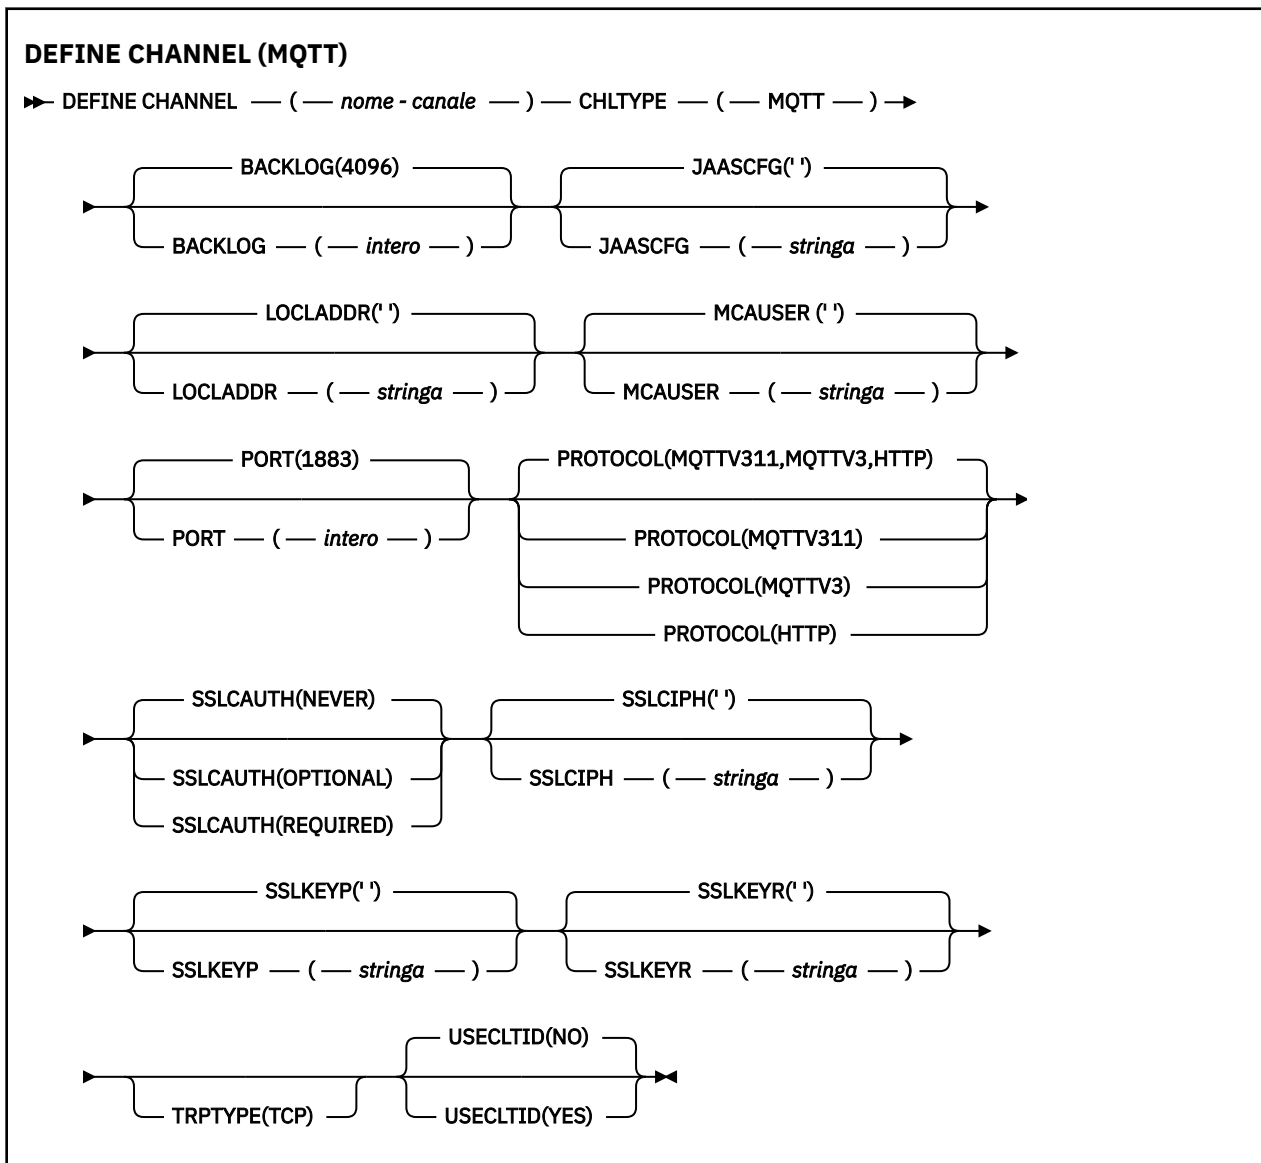 DEFINE CHANNEL (MQTT)
DEFINE CHANNEL ( nome - canale ) CHLTYPE ( MQTT )
BACKLOG(4096) JAASCFG(' ')
BACKLOG ( intero ) JAASCFG ( stringa )
LOCLADDR(' ') MCAUSER (' ')
LOCLADDR ( stringa ) MCAUSER ( stringa )
PORT(1883) PROTOCOL(MQTTV311,MQTTV3,HTTP)
PORT ( intero ) PROTOCOL(MQTTV311)
PROTOCOL(MQTTV3)
PROTOCOL(HTTP)
SSLCAUTH(NEVER) SSLCIPH(' ')
SSLCAUTH(OPTIONAL) SSLCIPH ( stringa )
SSLCAUTH(REQUIRED)
SSLKEYP(' ') SSLKEYR(' ')
SSLKEYP ( stringa ) SSLKEYR ( stringa )
USECLTID(NO)
TRPTYPE(TCP) USECLTID(YES)